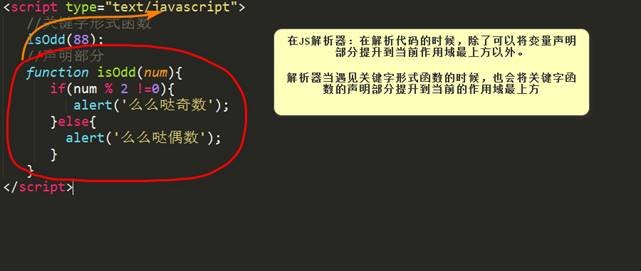 <script type="text/javascript">
//关键字形式函数
isOdd(88);
//声明部分
function isOdd(num){
if(num % 2 !=0){
alert('么么哒奇数');
}else{
alert('么么哒偶数');
}
}
</script>
在JS解析器：在解析代码的时候，除了可以将变量声明
部分提升到当前作用域最上方以外。
解析器当遇见关键字形式函数的时候，也会将关键字函
数的声明部分提升到当前的作用域最上方